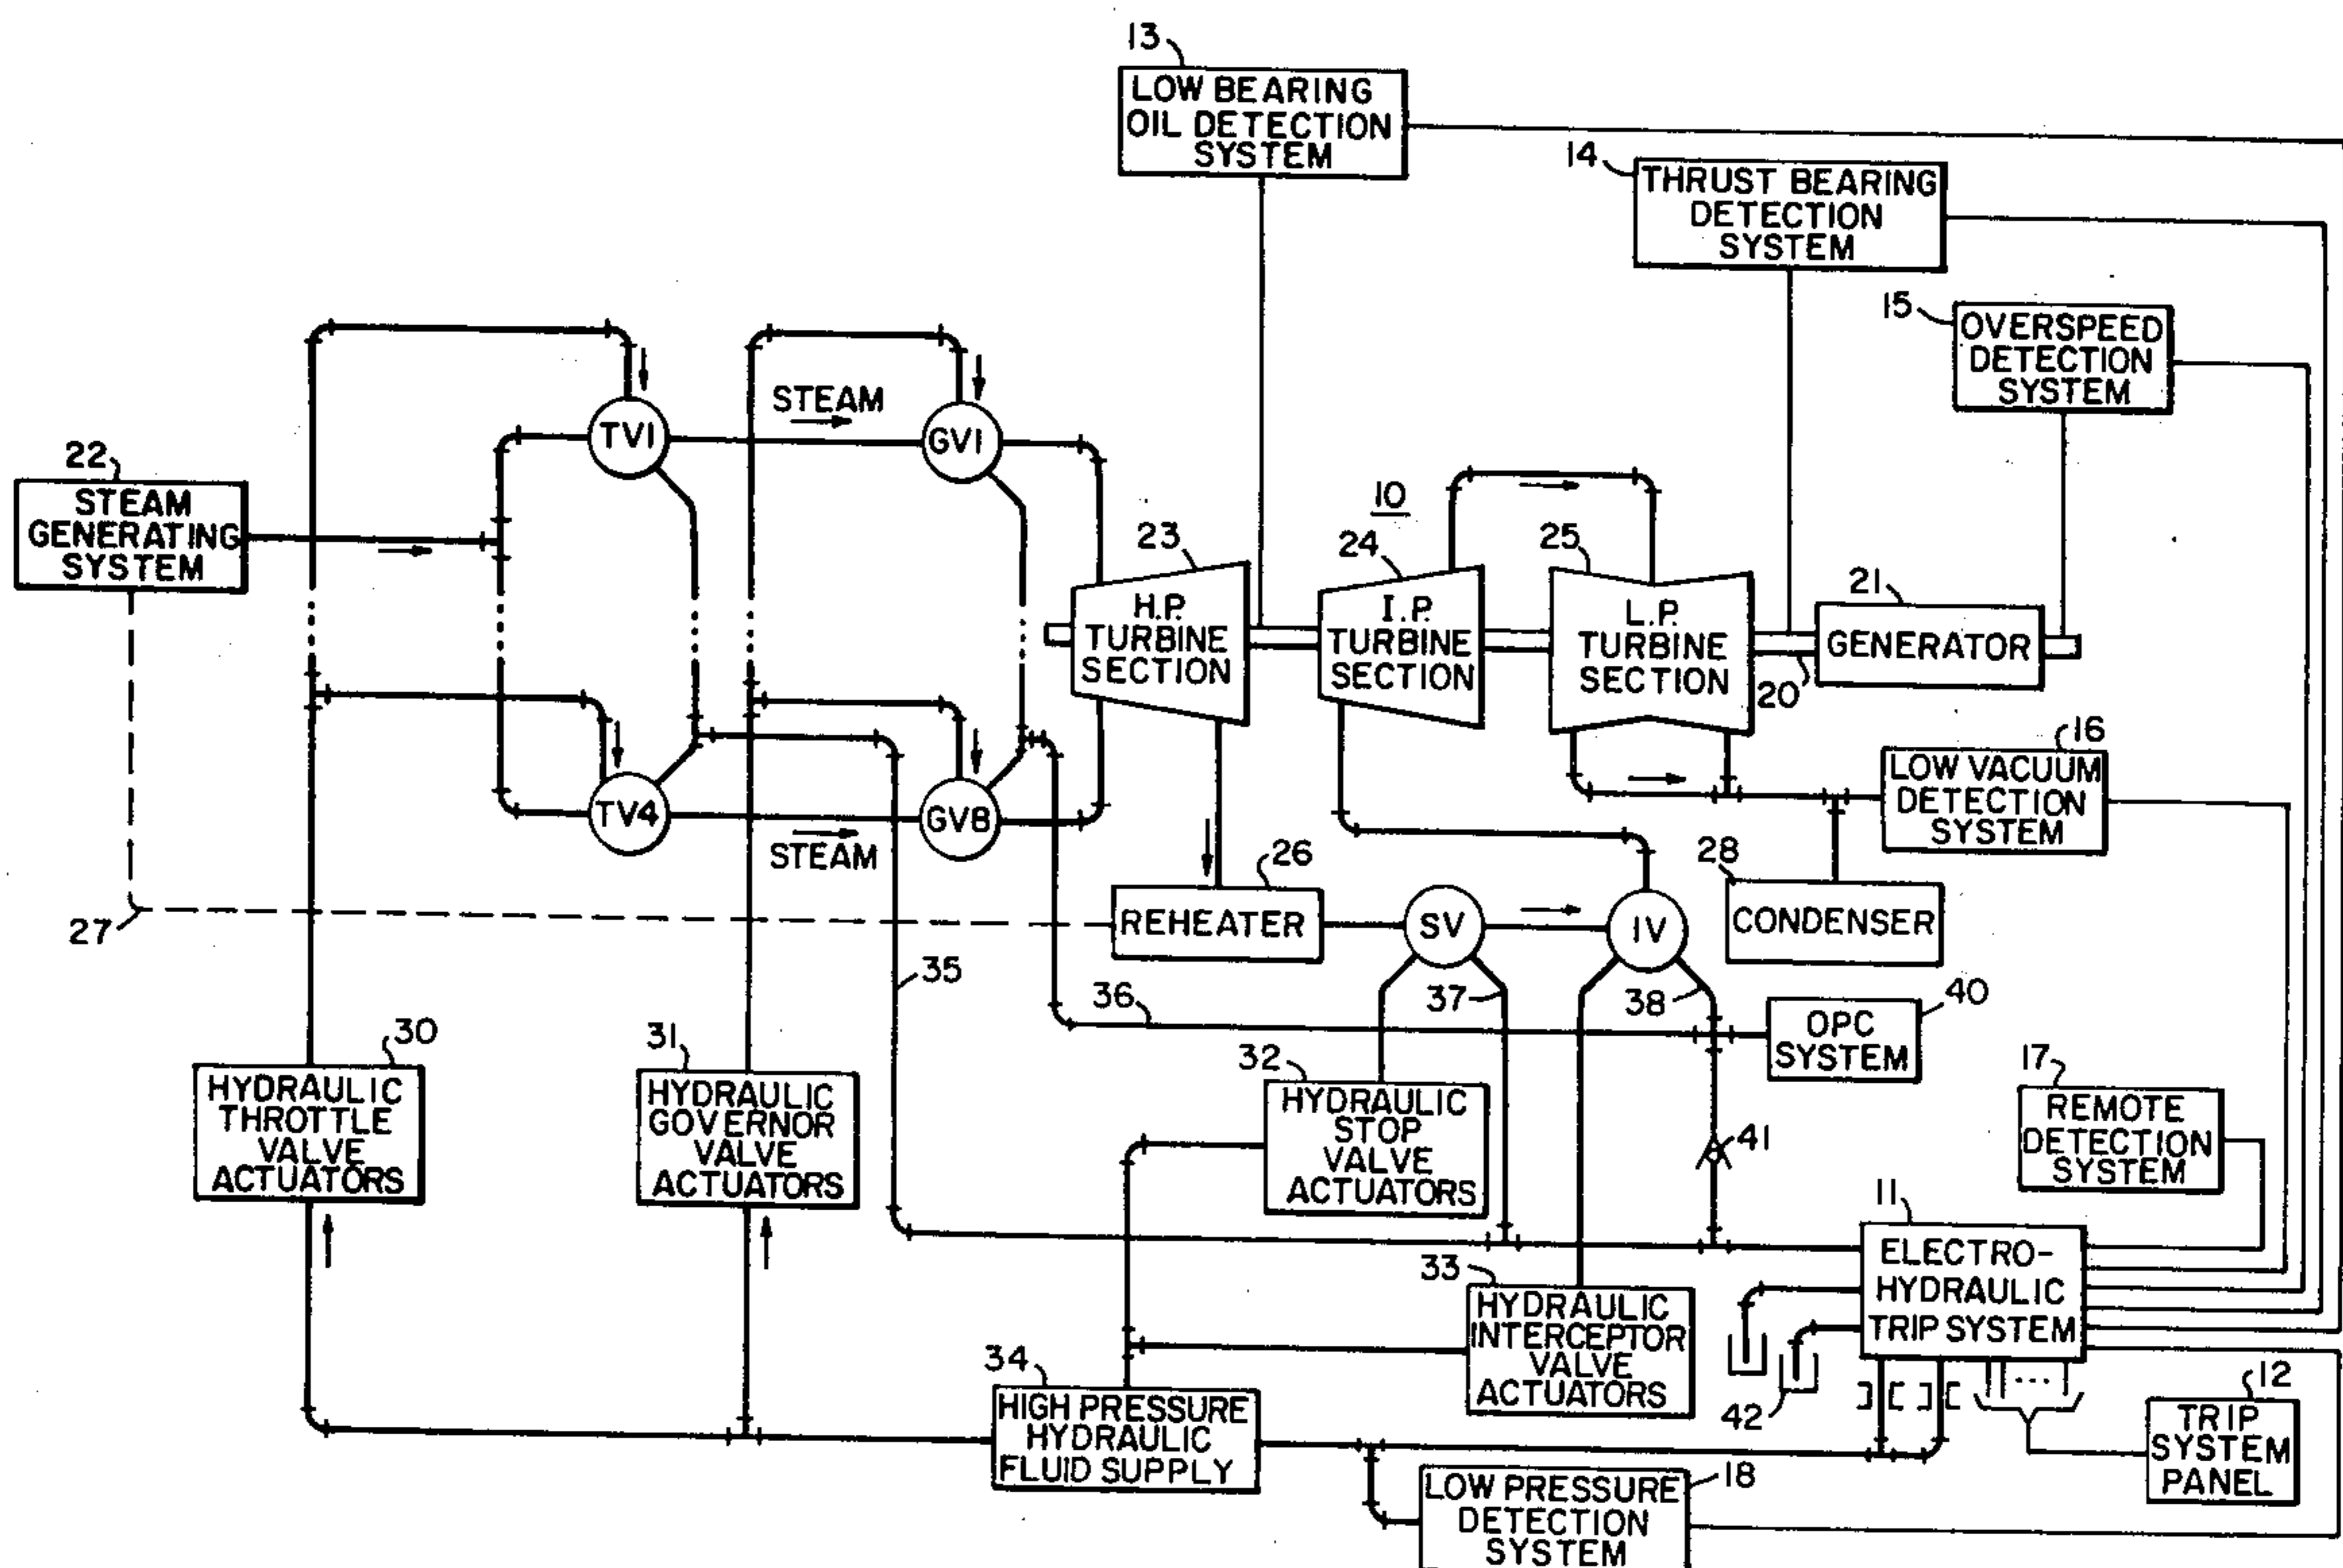 13
LOW BEARING
OIL DETECTION
SYSTEM
14
THRUST BEARING
DETECTION
SYSTEM
15
OVERSPEED
DETECTION
SYSTEM
STEAM
TV1
GV1
22
STEAM
GENERATING
SYSTEM
10
23
H.P.
TURBINE
SECTION
24
I.P.
TURBINE
SECTION
25
L.P.
TURBINE
SECTION
20
21
GENERATOR
TV4
STEAM
GV8
16
LOW VACUUM
DETECTION
SYSTEM
27
26
REHEATER
SV
IV
28
CONDENSER
35
36
37
38
40
OPC
SYSTEM
30
HYDRAULIC
THROTTLE
VALVE
ACTUATORS
31
HYDRAULIC
GOVERNOR
VALVE
ACTUATORS
32
HYDRAULIC
STOP
VALVE
ACTUATORS
41
17
REMOTE
DETECTION
SYSTEM
11
ELECTRO-
HYDRAULIC
TRIP SYSTEM
33
HYDRAULIC
INTERCEPTOR
VALVE
ACTUATORS
34
HIGH PRESSURE
HYDRAULIC
FLUID SUPPLY
42
12
TRIP
SYSTEM
PANEL
18
LOW PRESSURE
DETECTION
SYSTEM